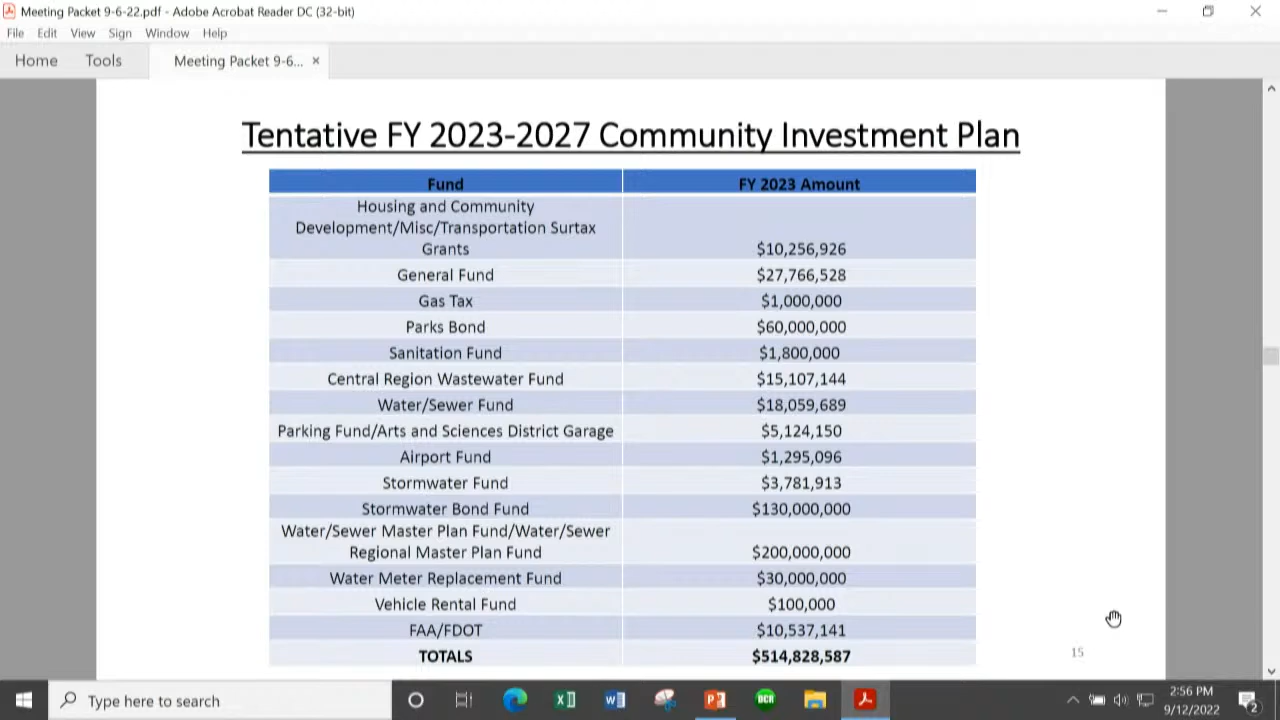 Meeting Packet 9-6-22.pdf - Adobe Acrobat Reader DC (32-bit)
File Edit View Sign Window Help
Home Tools Meeting Packet 9-6... ×
Tentative FY 2023-2027 Community Investment Plan
Fund FY 2023 Amount
Housing and Community
Development/Misc/Transportation Surtax
Grants $10,256,926
General Fund $27,766,528
Gas Tax $1,000,000
Parks Bond $60,000,000
Sanitation Fund $1,800,000
Central Region Wastewater Fund $15,107,144
Water/Sewer Fund $18,059,689
Parking Fund/Arts and Sciences District Garage $5,124,150
Airport Fund $1,295,096
Stormwater Fund $3,781,913
Stormwater Bond Fund $130,000,000
Water/Sewer Master Plan Fund/Water/Sewer
Regional Master Plan Fund $200,000,000
Water Meter Replacement Fund $30,000,000
Vehicle Rental Fund $100,000
FAA/FDOT $10,537,141
TOTALS $514,828,587
15
Type here to search
2:56 PM
9/12/2022
2